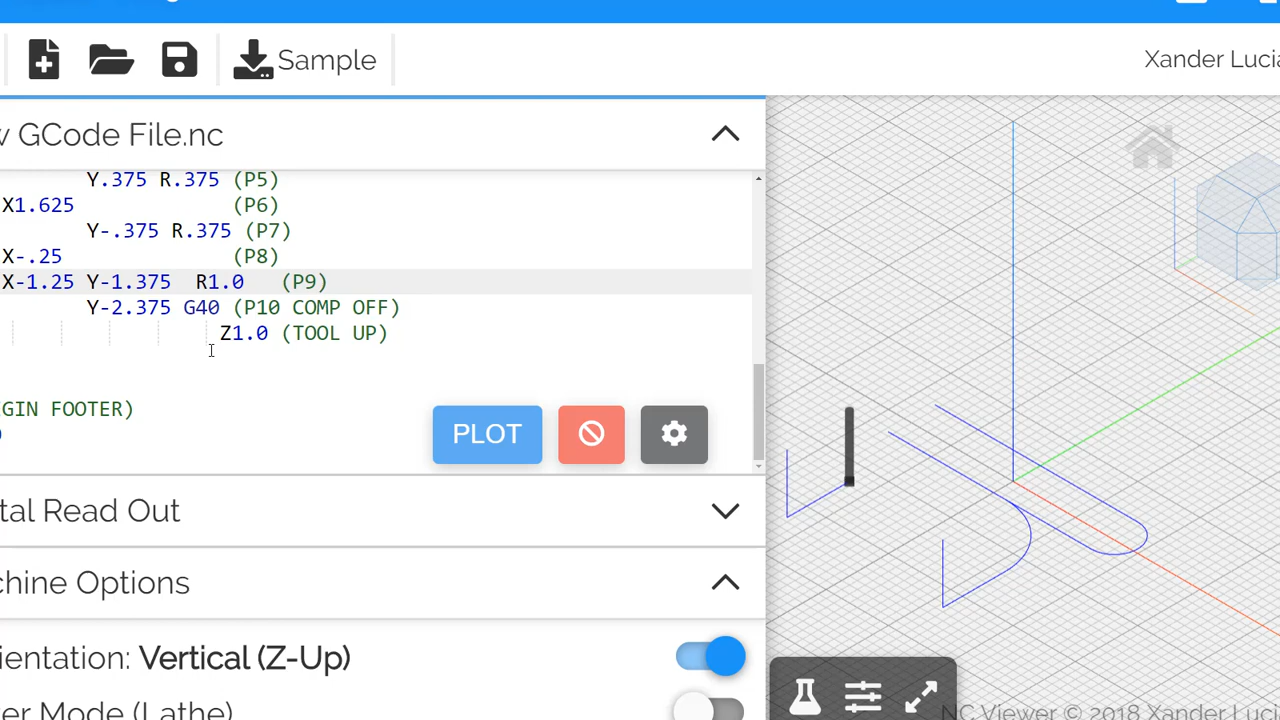 Sample
Xander Lucia
w GCode File.nc
Y.375 R.375 (P5)
X1.625 (P6)
Y-.375 R.375 (P7)
X-.25 (P8)
X-1.25 Y-1.375 R1.0 (P9)
Y-2.375 G40 (P10 COMP OFF)
Z1.0 (TOOL UP)
GIN FOOTER)
PLOT
tal Read Out
chine Options
ientation: Vertical (Z-Up)
er Mode (Lathe)
NC Viewer © 2018 Xander Luci